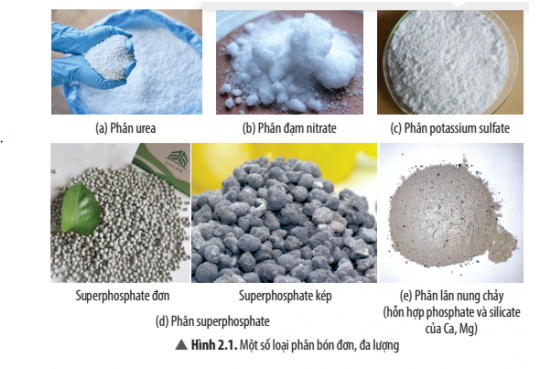 (a) Phân urea
(b) Phân đạm nitrate
(c) Phân potassium sulfate
Superphosphate đơn
Superphosphate kép
(d) Phân superphosphate
(e) Phân lân nung chảy
(hỗn hợp phosphate và silicate
của Ca, Mg)
▲ Hình 2.1. Một số loại phân bón đơn, đa lượng